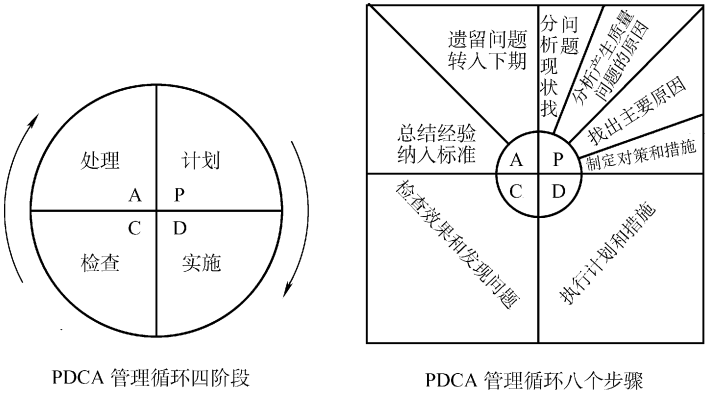 处理
计划
A
P
C
D
检查
实施
PDCA 管理循环四阶段
遗留问题
转入下期
分析现状找
问题
分析产生质量
问题的原因
找出主要原因
制定对策和措施
总结经验
纳入标准
A
P
C
D
检查效果和发现问题
执行计划和措施
PDCA 管理循环八个步骤